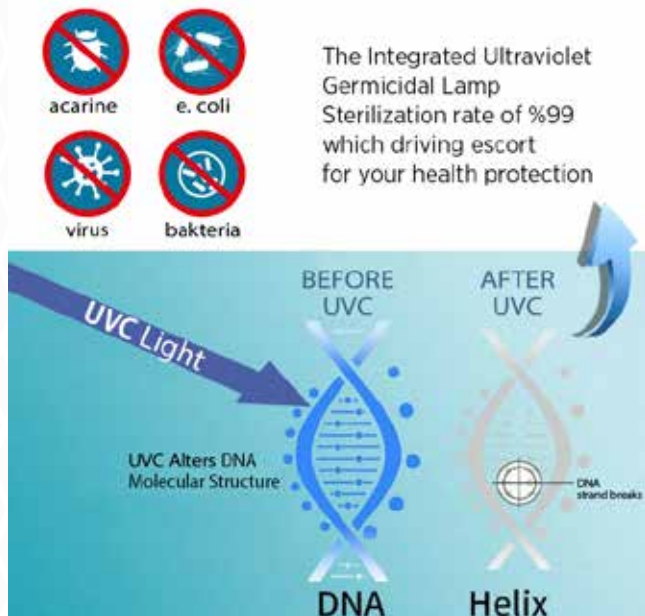 acarine
e. coli
virus
bakteria
The Integrated Ultraviolet
Germicidal Lamp
Sterilization rate of %99
which driving escort
for your health protection
UVC Light
BEFORE
UVC
AFTER
UVC
UVC Alters DNA
Molecular Structure
DNA
strand breaks
DNA
Helix